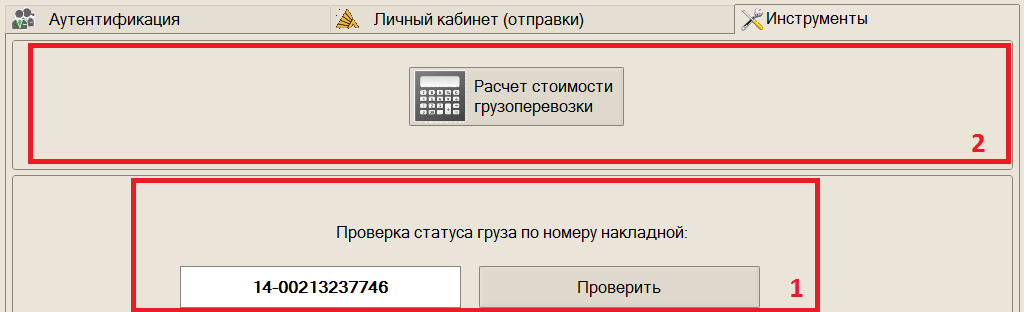 Аутентификация Личный кабинет (отправки) Инструменты
Расчет стоимости
грузоперевозки
2
Проверка статуса груза по номеру накладной:
14-00213237746 Проверить 1